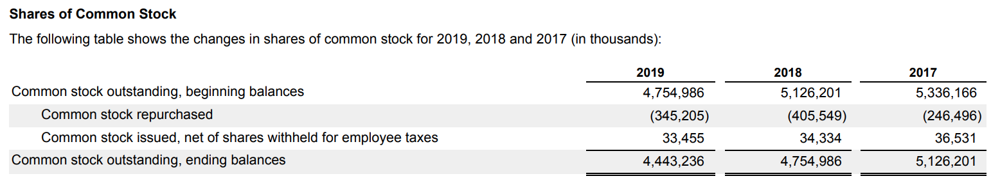 Shares of Common Stock
The following table shows the changes in shares of common stock for 2019, 2018 and 2017 (in thousands):
2019 2018 2017
Common stock outstanding, beginning balances 4,754,986 5,126,201 5,336,166
Common stock repurchased (345,205) (405,549) (246,496)
Common stock issued, net of shares withheld for employee taxes 33,455 34,334 36,531
Common stock outstanding, ending balances 4,443,236 4,754,986 5,126,201